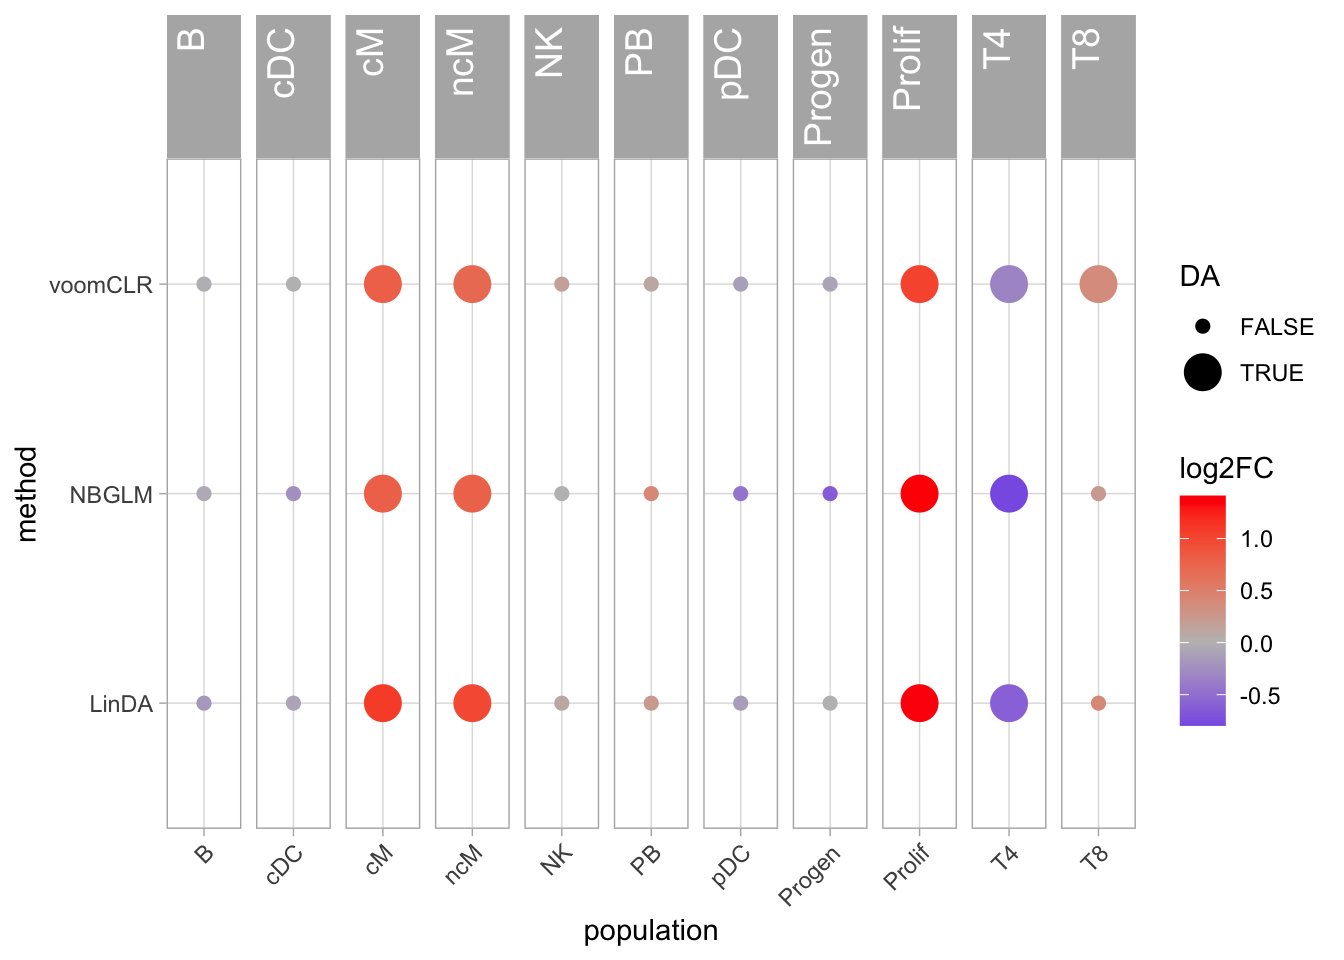 B
cDC
cM
ncM
NK
PB
pDC
Progen
Prolif
T4
T8
voomCLR
NBGLM
LinDA
method
B
cDC
cM
ncM
NK
PB
pDC
Progen
Prolif
T4
T8
population
DA
FALSE
TRUE
log2FC
1.0
0.5
0.0
-0.5